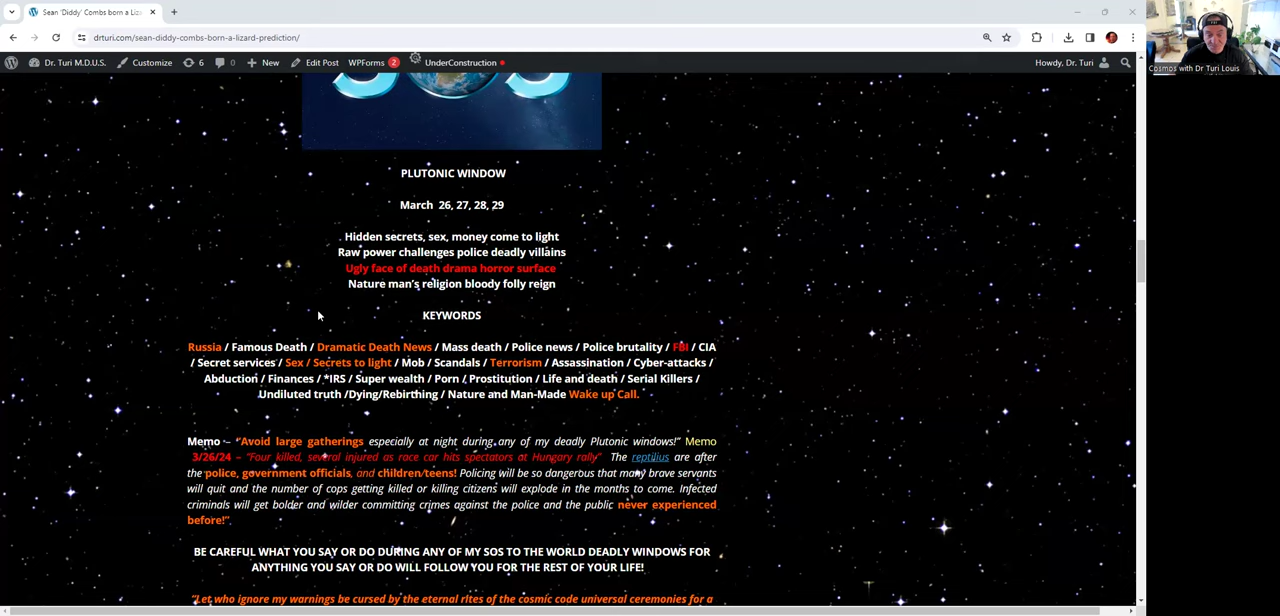 Sean 'Diddy' Combs born a Liza
drturi.com/sean-diddy-combs-born-a-lizard-prediction/
Dr. Turi M.D.U.S. Customize 6 0 New Edit Post WPForms 2 UnderConstruction Howdy, Dr. Turi
Cosmos with Dr Turi Louis
SOS
PLUTONIC WINDOW
March 26, 27, 28, 29
Hidden secrets, sex, money come to light
Raw power challenges police deadly villains
Ugly face of death drama horror surface
Nature man's religion bloody folly reign
KEYWORDS
Russia / Famous Death / Dramatic Death News / Mass death / Police news / Police brutality / FBI / CIA
/ Secret services / Sex / Secrets to light / Mob / Scandals / Terrorism / Assassination / Cyber-attacks /
Abduction / Finances / *IRS / Super wealth / Porn / Prostitution / Life and death / Serial Killers /
Undiluted truth /Dying/Rebirthing / Nature and Man-Made Wake up Call.
Memo – "Avoid large gatherings especially at night during any of my deadly Plutonic windows!" Memo
3/26/24 – "Four killed, several injured as race car hits spectators at Hungary rally" The reptilius are after
the police, government officials, and children/teens! Policing will be so dangerous that many brave servants
will quit and the number of cops getting killed or killing citizens will explode in the months to come. Infected
criminals will get bolder and wilder committing crimes against the police and the public never experienced
before!".
BE CAREFUL WHAT YOU SAY OR DO DURING ANY OF MY SOS TO THE WORLD DEADLY WINDOWS FOR
ANYTHING YOU SAY OR DO WILL FOLLOW YOU FOR THE REST OF YOUR LIFE!
"Let who ignore my warnings be cursed by the eternal rites of the cosmic code universal ceremonies for a